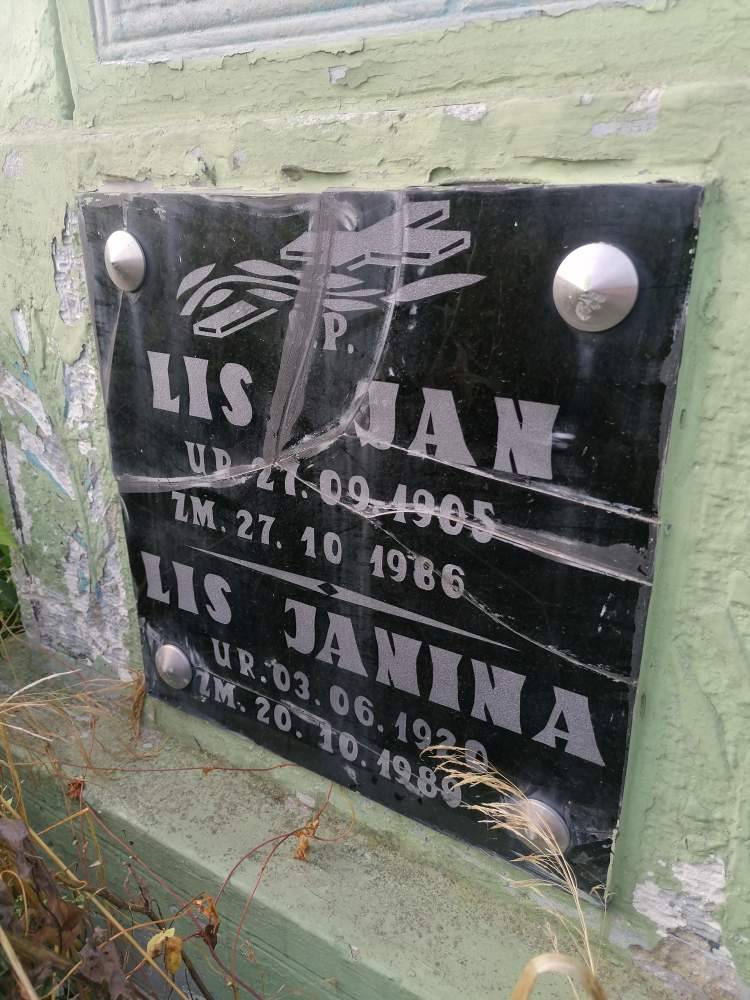 .P.
LIS JAN
UR. 27. 09. 1905
ZM. 27. 10 1986
LIS JANINA
UR. 03. 06. 1920
ZM. 20. 10. 1989